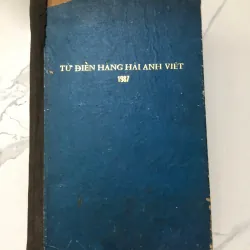 TỪ ĐIỂN HÀNG HẢI ANH VIỆT
1987